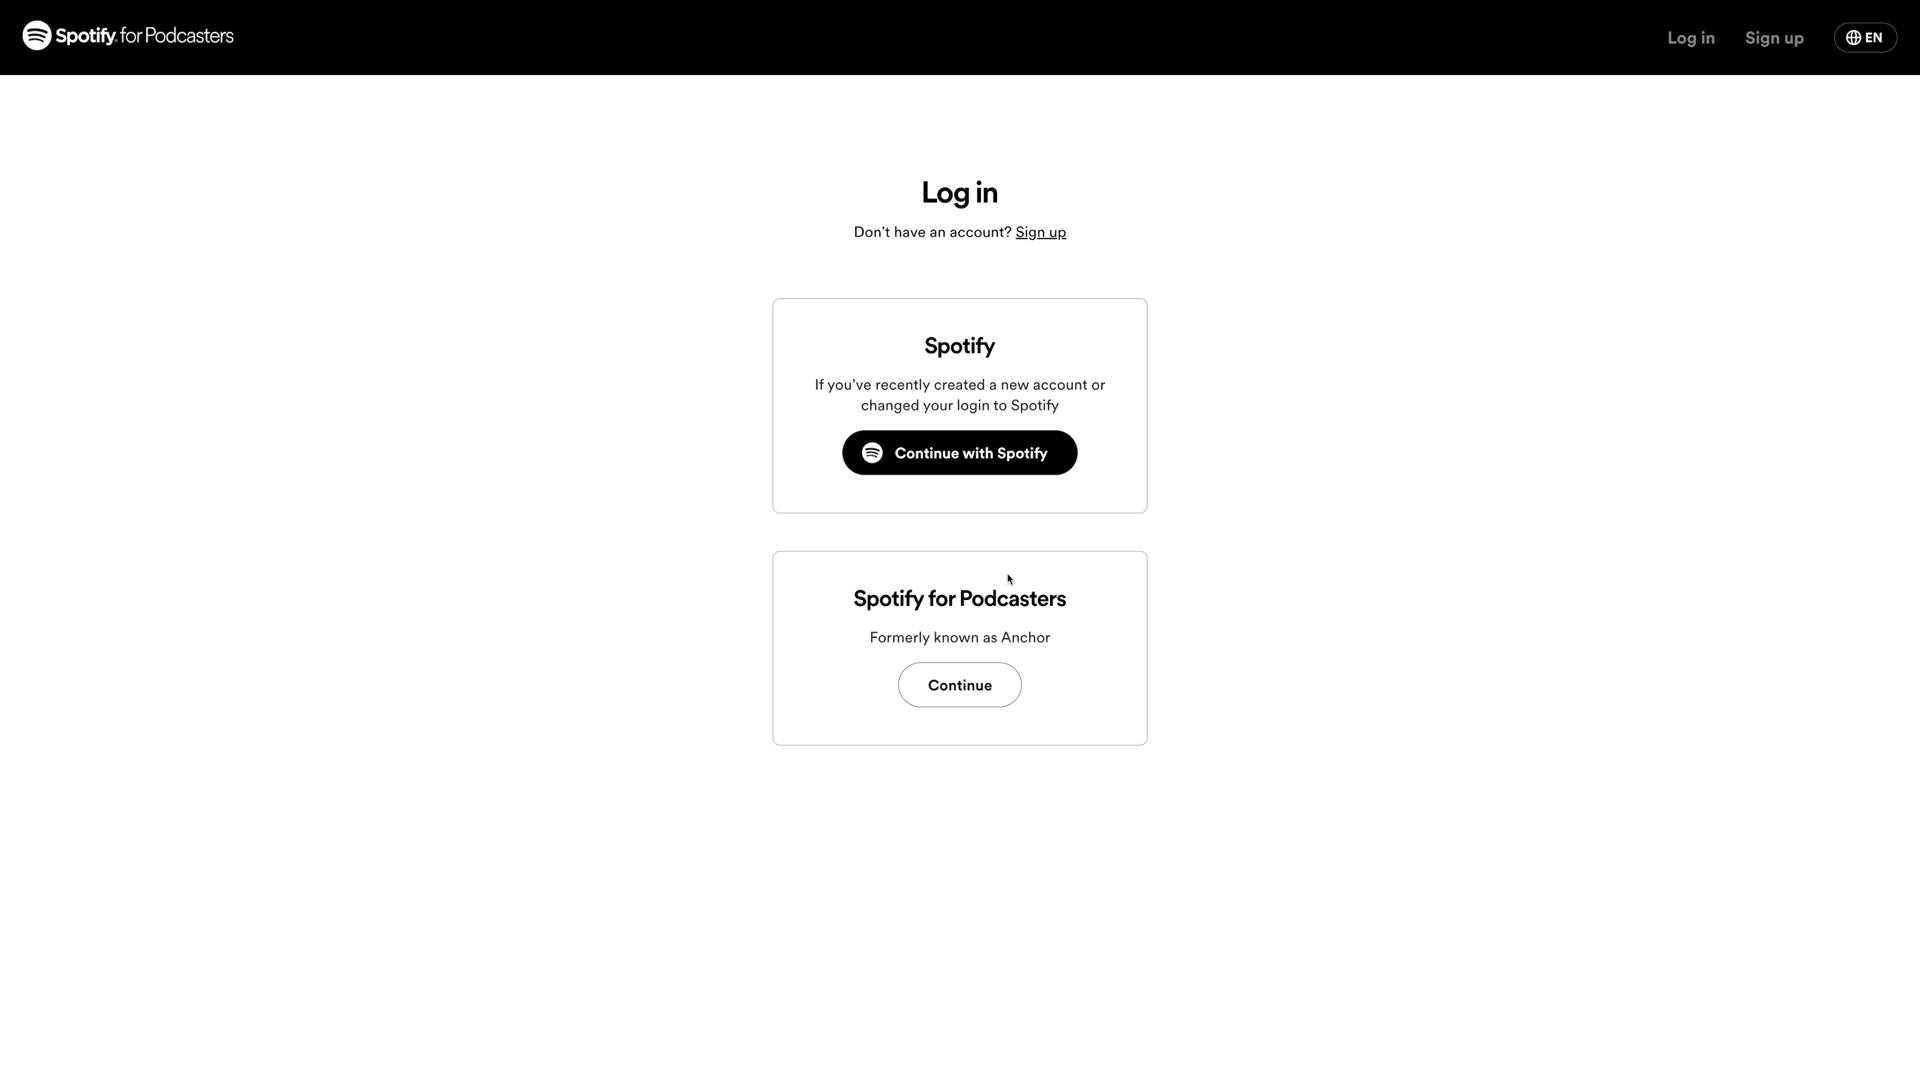 Spotify for Podcasters
Log in
Sign up
EN
Log in
Don't have an account? Sign up
Spotify
If you've recently created a new account or
changed your login to Spotify
Continue with Spotify
Spotify for Podcasters
Formerly known as Anchor
Continue